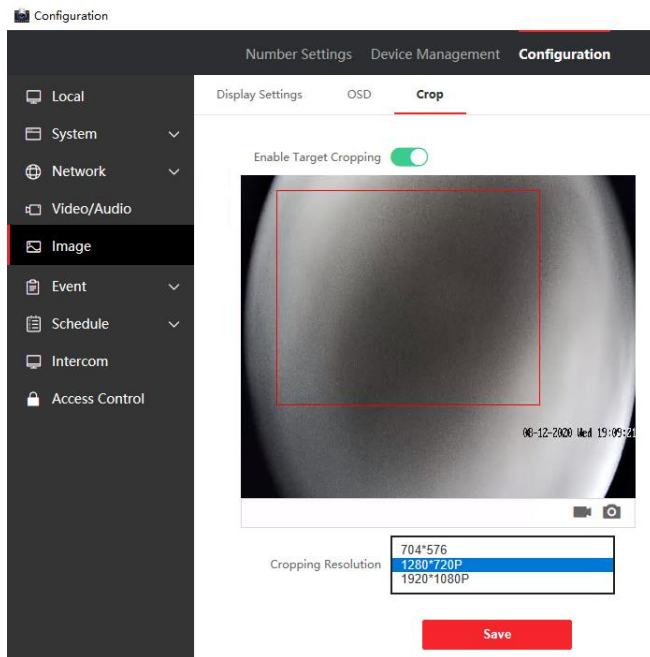 Configuration
Number Settings Device Management Configuration
Local
System
Network
Video/Audio
Image
Event
Schedule
Intercom
Access Control
Display Settings OSD Crop
Enable Target Cropping
08-12-2020 Wed 19:09:21
Cropping Resolution
704*576
1280*720P
1920*1080P
Save